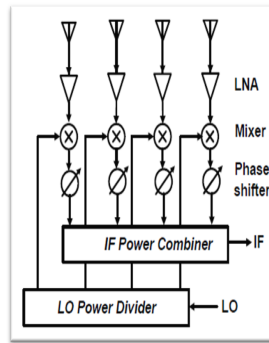 LNA
Mixer
Phase
shifter
IF Power Combiner
IF
LO Power Divider
LO